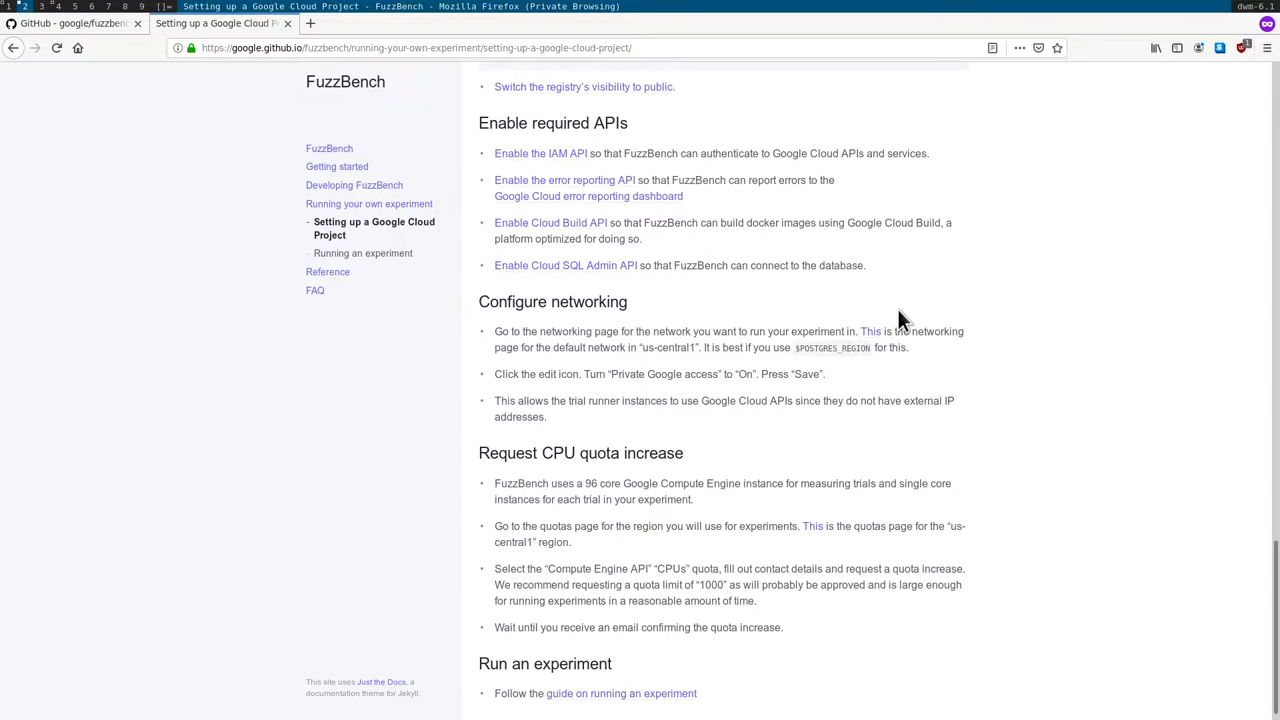 1 2 3 4 5 6 7 8 9 []= Setting up a Google Cloud Project - FuzzBench - Mozilla Firefox (Private Browsing) dwm-6.1
GitHub - google/fuzzbenc × Setting up a Google Cloud P × +
https://google.github.io/fuzzbench/running-your-own-experiment/setting-up-a-google-cloud-project/
FuzzBench
FuzzBench
Getting started
Developing FuzzBench
Running your own experiment
- Setting up a Google Cloud
Project
- Running an experiment
Reference
FAQ
This site uses Just the Docs, a
documentation theme for Jekyll.
• Switch the registry's visibility to public.
Enable required APIs
• Enable the IAM API so that FuzzBench can authenticate to Google Cloud APIs and services.
• Enable the error reporting API so that FuzzBench can report errors to the
Google Cloud error reporting dashboard
• Enable Cloud Build API so that FuzzBench can build docker images using Google Cloud Build, a
platform optimized for doing so.
• Enable Cloud SQL Admin API so that FuzzBench can connect to the database.
Configure networking
• Go to the networking page for the network you want to run your experiment in. This is the networking
page for the default network in “us-central1”. It is best if you use $POSTGRES_REGION for this.
• Click the edit icon. Turn “Private Google access” to “On”. Press “Save”.
• This allows the trial runner instances to use Google Cloud APIs since they do not have external IP
addresses.
Request CPU quota increase
• FuzzBench uses a 96 core Google Compute Engine instance for measuring trials and single core
instances for each trial in your experiment.
• Go to the quotas page for the region you will use for experiments. This is the quotas page for the “us-
central1” region.
• Select the “Compute Engine API” “CPUs” quota, fill out contact details and request a quota increase.
We recommend requesting a quota limit of “1000” as will probably be approved and is large enough
for running experiments in a reasonable amount of time.
• Wait until you receive an email confirming the quota increase.
Run an experiment
• Follow the guide on running an experiment